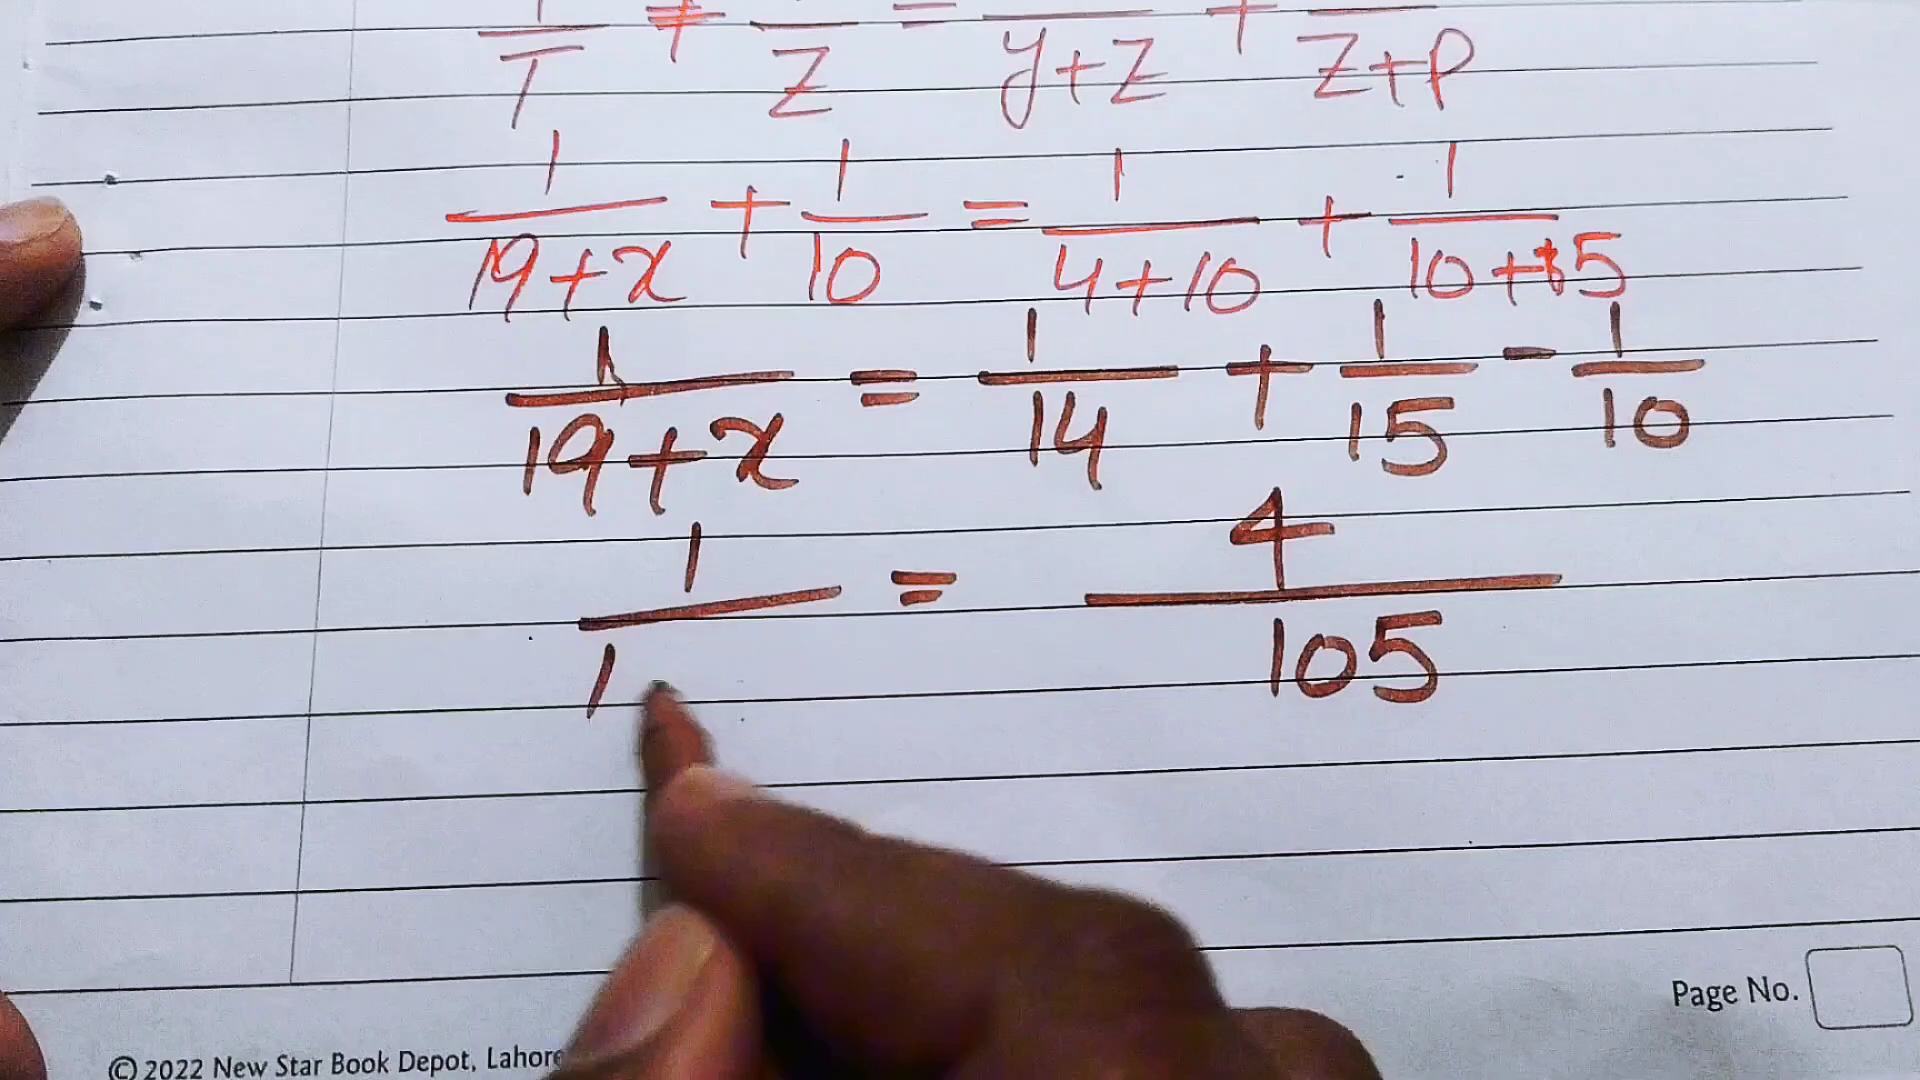 1/T + 1/Z = 1/y+Z + 1/Z+P
1/19+x + 1/10 = 1/4+10 + 1/10+5
1/19+x = 1/14 + 1/15 - 1/10
1/1 = 4/105
Page No.
© 2022 New Star Book Depot, Lahore